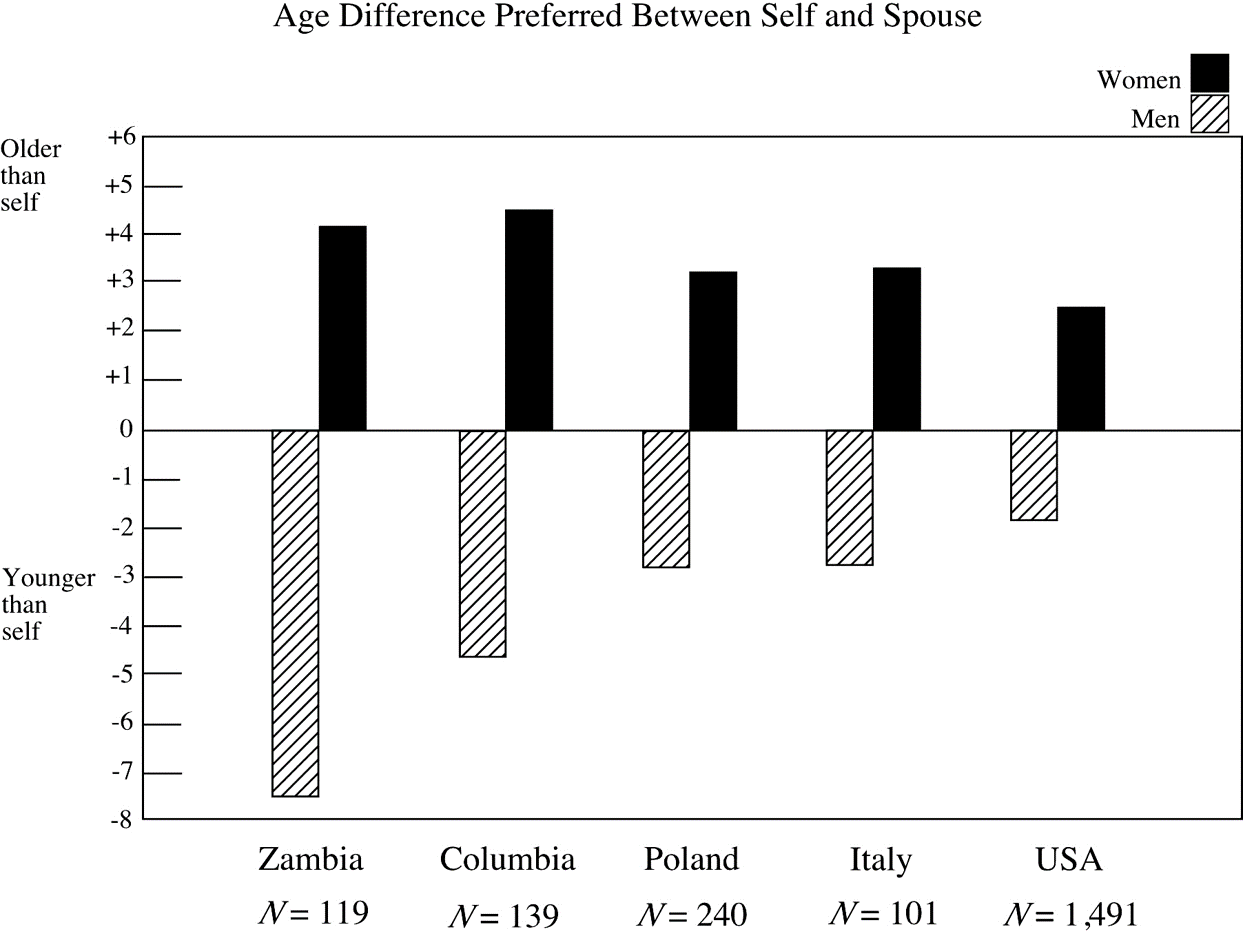 Age Difference Preferred Between Self and Spouse
Women
Men
Older
than
self
+6
+5
+4
+3
+2
+1
0
-1
-2
-3
-4
-5
-6
-7
-8
Younger
than
self
Zambia
Columbia
Poland
Italy
USA
N = 119
N = 139
N = 240
N = 101
N = 1,491